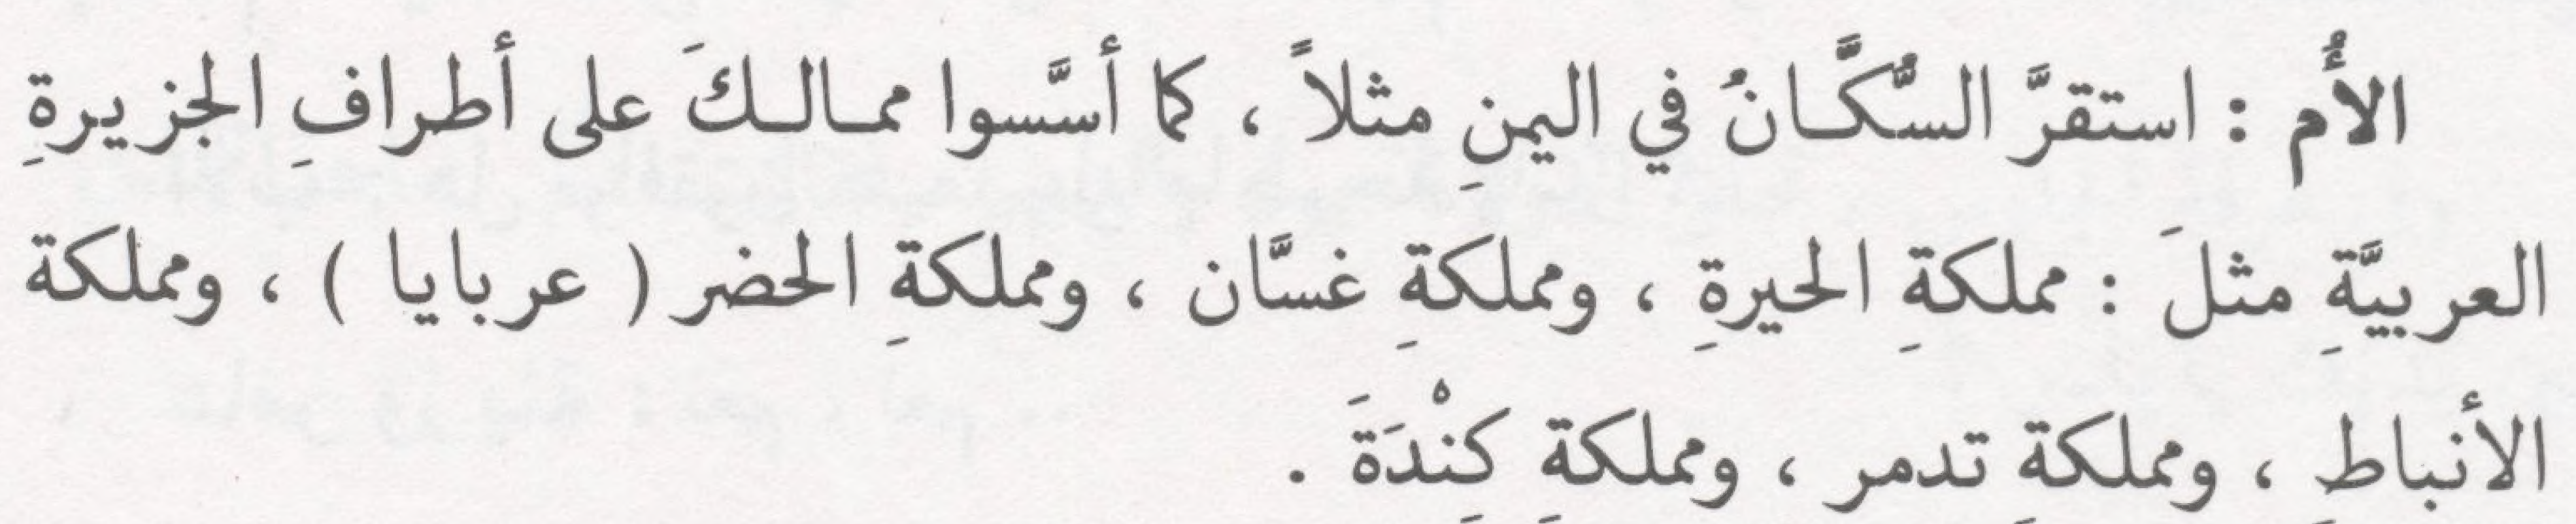 الأُم : استقرَّ السُّكَّانُ في اليمنِ مثلاً ، كما أسَّسوا ممالكَ على أطرافِ الجزيرةِ
العربيَّةِ مثلَ : مملكةِ الحيرةِ ، ومملكةِ غسَّان ، ومملكةِ الحضر ( عربايا ) ، ومملكة
الأنباطِ ، ومملكةِ تدمر ، ومملكةِ كِنْدَةَ .